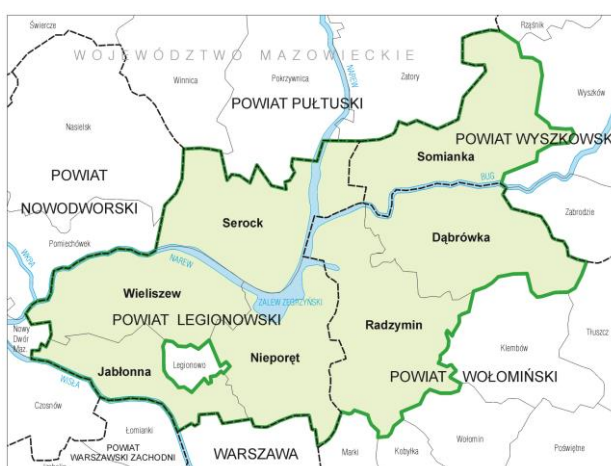 Świercze
Rząśnik
WOJEWÓDZTWO MAZOWIECKIE
Winnica
Pokrzywnica
NAREW
Zatory
Wyszków
POWIAT PUŁTUSKI
Nasielsk
POWIAT WYSZKOWSKI
Somianka
POWIAT
NOWODWORSKI
BUG
Serock
Zabrodzie
Dąbrówka
Pomiechówek
WKRA
NAREW
Wieliszew
ZALEW ZEGRZYŃSKI
POWIAT LEGIONOWSKI
Radzymin
Nowy
Dwór
Maz.
Tłuszcz
Klembów
Legionowo
Nieporęt
Jabłonna
WISŁA
POWIAT WOŁOMIŃSKI
Czosnów
Łomianki
Wołomin
POWIAT
WARSZAWSKI ZACHODNI
WARSZAWA
Marki
Kobyłka
Poświętne